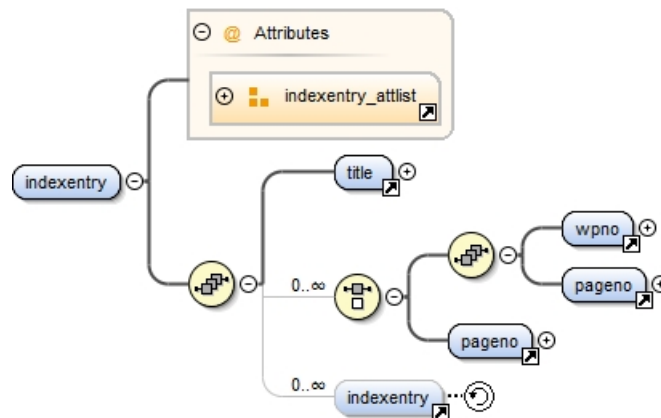 @ Attributes
indexentry_attlist
indexentry
title
wpno
0..∞
pageno
pageno
0..∞
indexentry